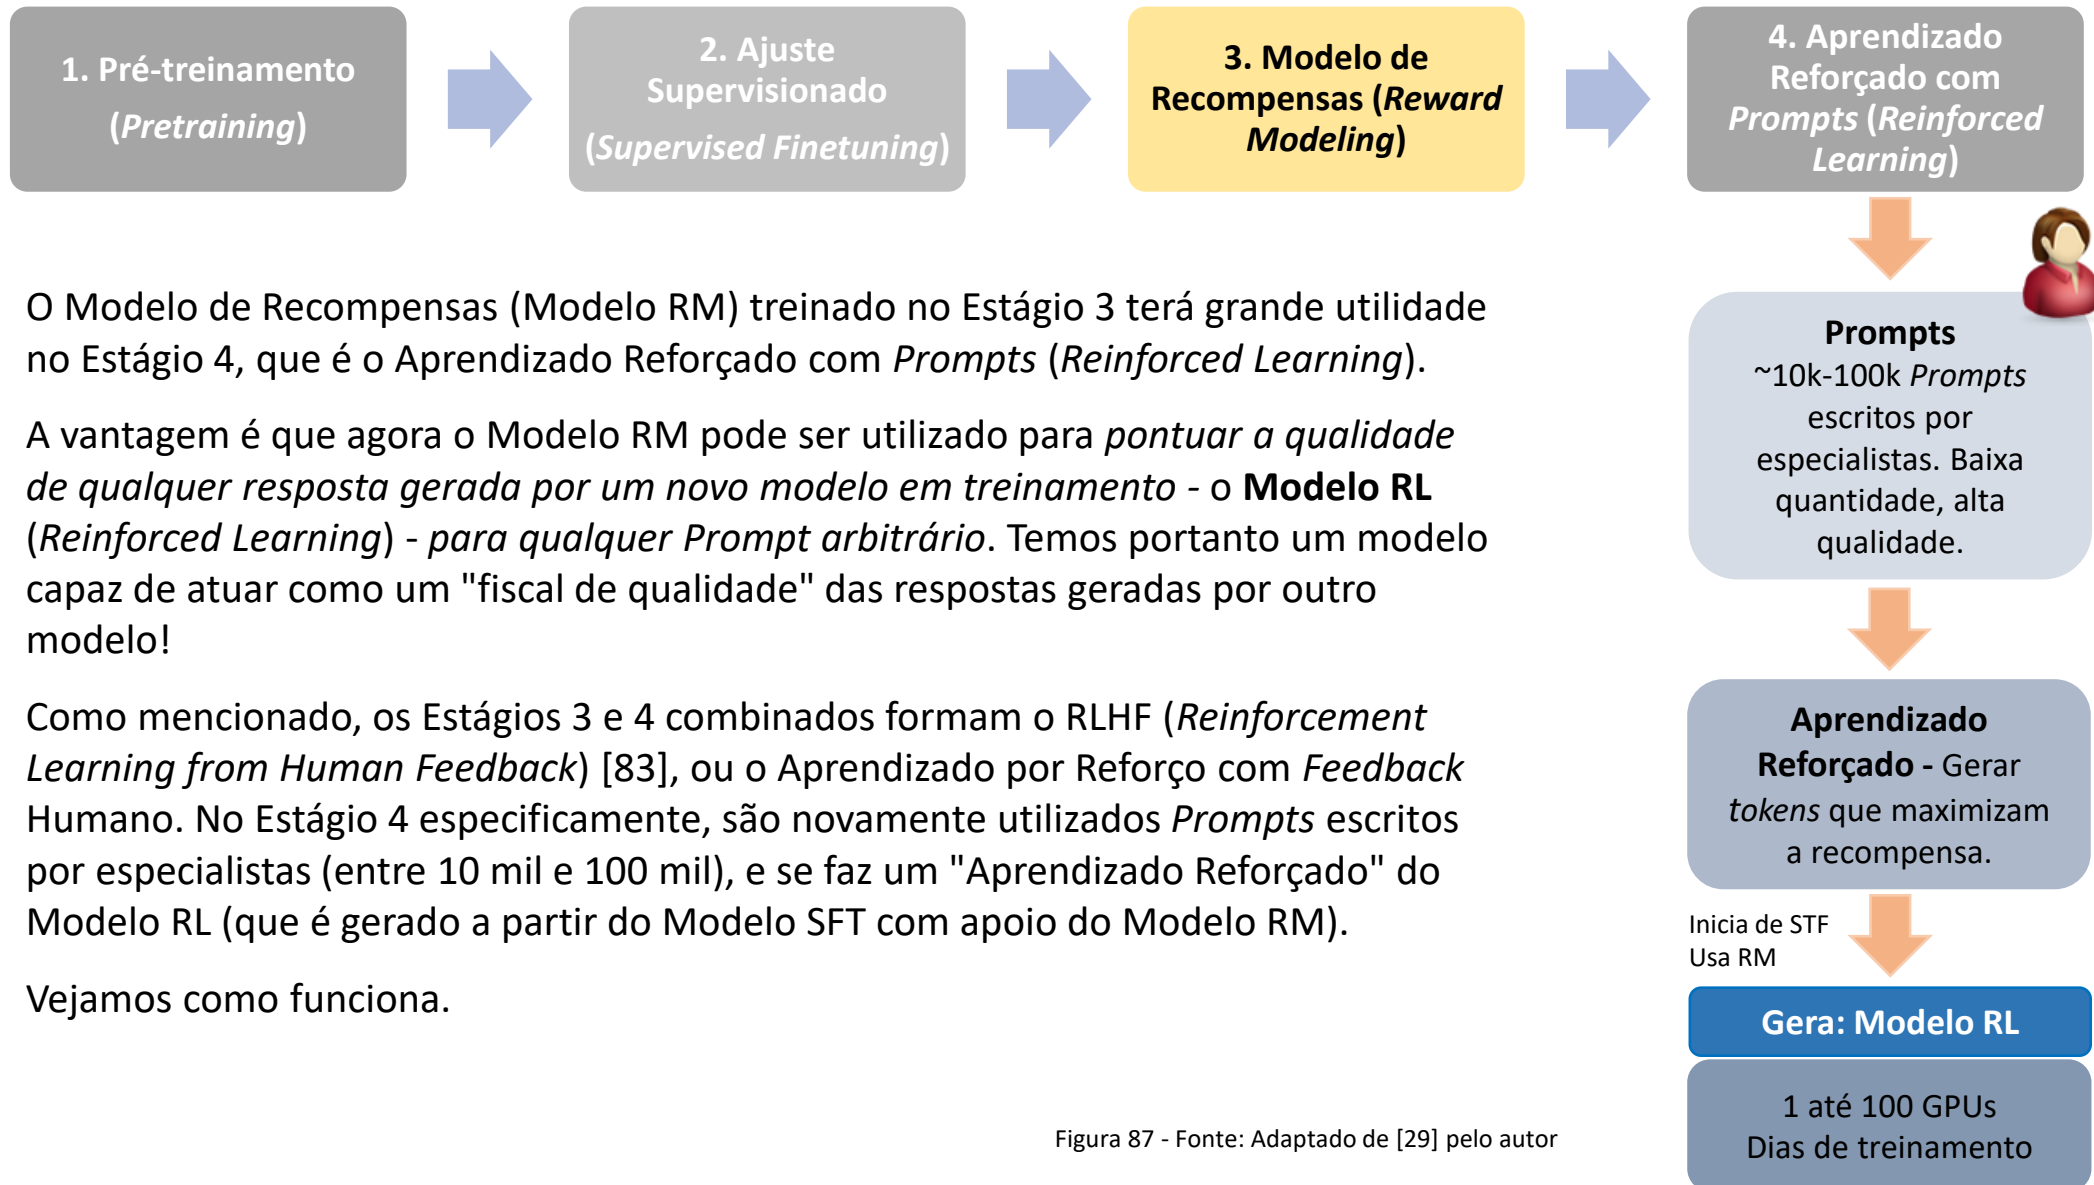 1. Pré-treinamento
(Pretraining)
2. Ajuste
Supervisionado
(Supervised Finetuning)
3. Modelo de
Recompensas (Reward
Modeling)
4. Aprendizado
Reforçado com
Prompts (Reinforced
Learning)
O Modelo de Recompensas (Modelo RM) treinado no Estágio 3 terá grande utilidade
no Estágio 4, que é o Aprendizado Reforçado com Prompts (Reinforced Learning).
A vantagem é que agora o Modelo RM pode ser utilizado para pontuar a qualidade
de qualquer resposta gerada por um novo modelo em treinamento - o Modelo RL
(Reinforced Learning) - para qualquer Prompt arbitrário. Temos portanto um modelo
capaz de atuar como um "fiscal de qualidade" das respostas geradas por outro
modelo!
Como mencionado, os Estágios 3 e 4 combinados formam o RLHF (Reinforcement
Learning from Human Feedback) [83], ou o Aprendizado por Reforço com Feedback
Humano. No Estágio 4 especificamente, são novamente utilizados Prompts escritos
por especialistas (entre 10 mil e 100 mil), e se faz um "Aprendizado Reforçado" do
Modelo RL (que é gerado a partir do Modelo SFT com apoio do Modelo RM).
Vejamos como funciona.
Prompts
~10k-100k Prompts
escritos por
especialistas. Baixa
quantidade, alta
qualidade.
Aprendizado
Reforçado - Gerar
tokens que maximizam
a recompensa.
Inicia de STF
Usa RM
Gera: Modelo RL
1 até 100 GPUs
Dias de treinamento
Figura 87 - Fonte: Adaptado de [29] pelo autor